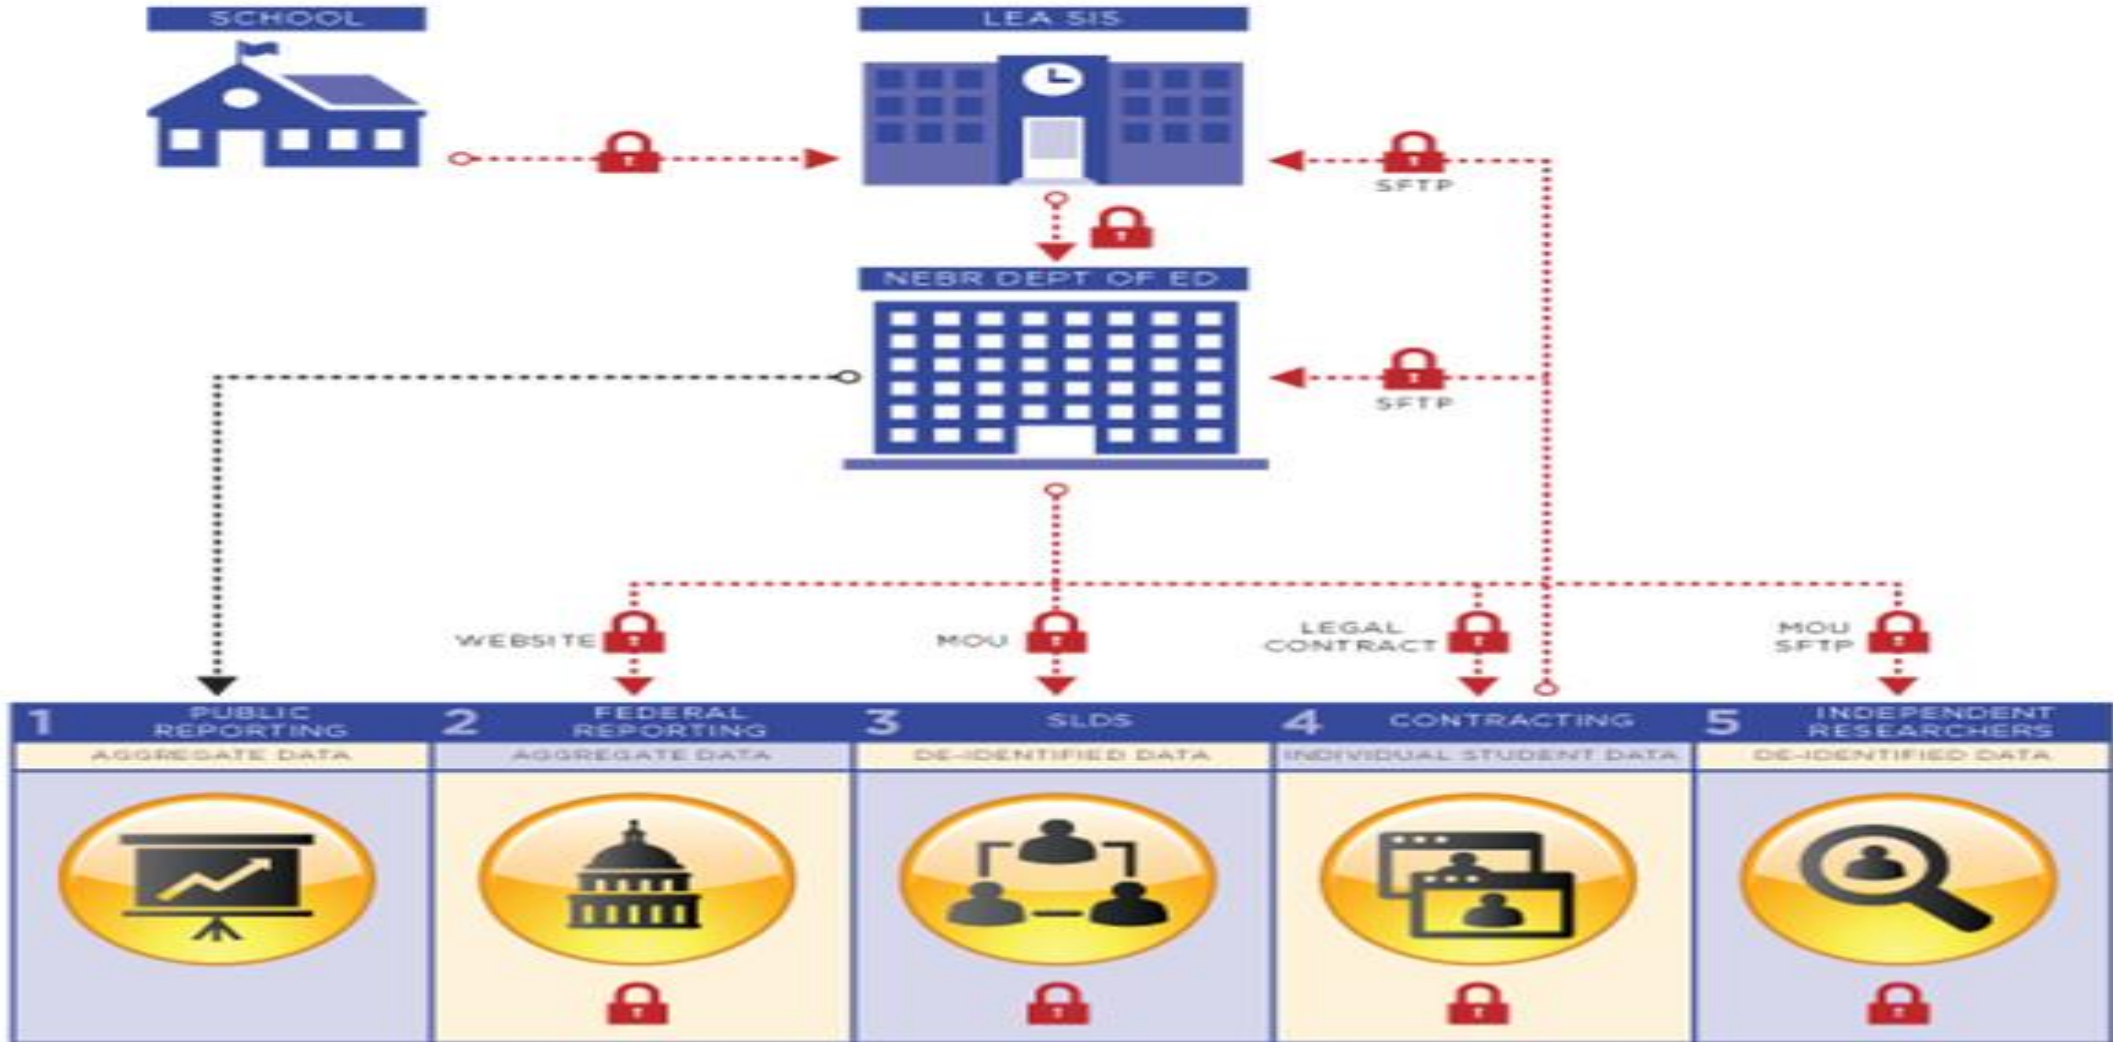 SCHOOL
LEA SIS
SFTP
NEBR DEPT OF ED
SFTP
WEBSITE
MOU
LEGAL
CONTRACT
MOU
SFTP
1
PUBLIC
REPORTING
AGGREGATE DATA
2
FEDERAL
REPORTING
AGGREGATE DATA
3
SLDS
DE-IDENTIFIED DATA
4
CONTRACTING
INDIVIDUAL STUDENT DATA
5
INDEPENDENT
RESEARCHERS
DE-IDENTIFIED DATA